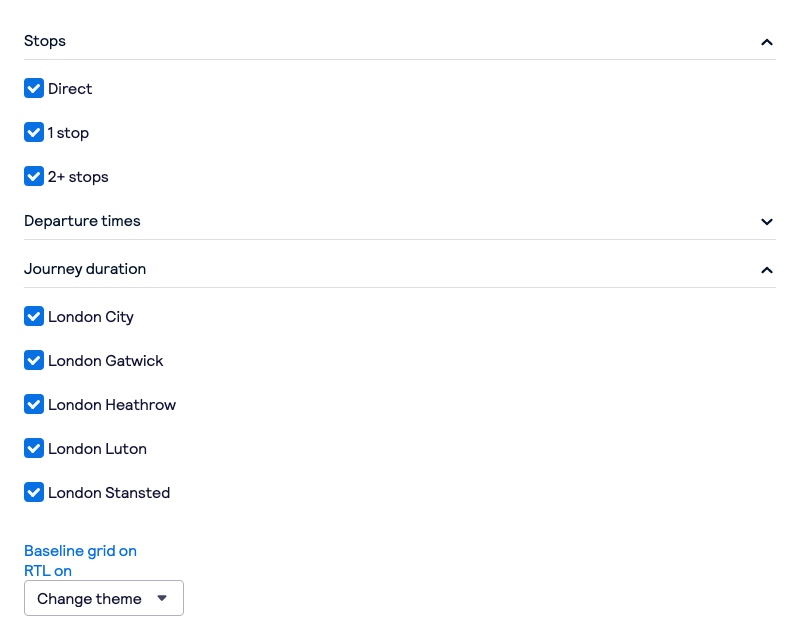 Stops
Direct
1 stop
2+ stops
Departure times
Journey duration
London City
London Gatwick
London Heathrow
London Luton
London Stansted
Baseline grid on
RTL on
Change theme